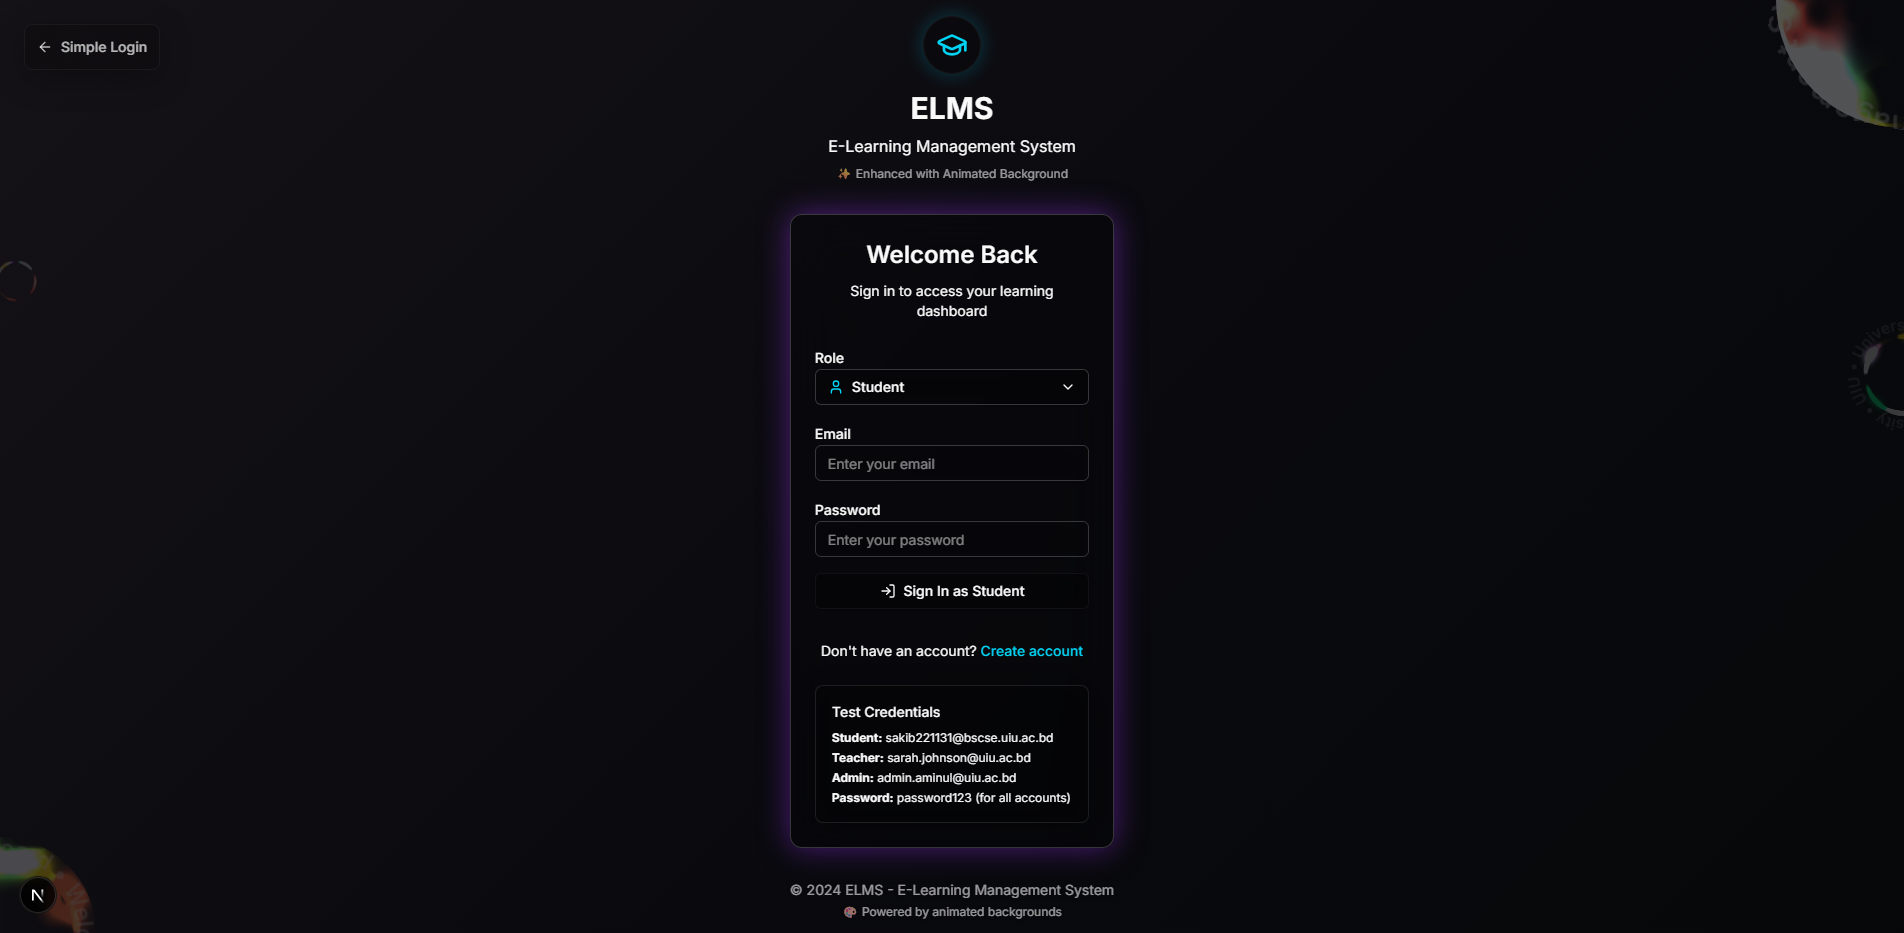 Simple Login
ELMS
E-Learning Management System
✨ Enhanced with Animated Background
Welcome Back
Sign in to access your learning
dashboard
Role
Student
Email
Enter your email
Password
Enter your password
Sign In as Student
Don't have an account? Create account
Test Credentials
Student: sakib221131@bscse.uiu.ac.bd
Teacher: sarah.johnson@uiu.ac.bd
Admin: admin.aminul@uiu.ac.bd
Password: password123 (for all accounts)
© 2024 ELMS - E-Learning Management System
🎨 Powered by animated backgrounds
N